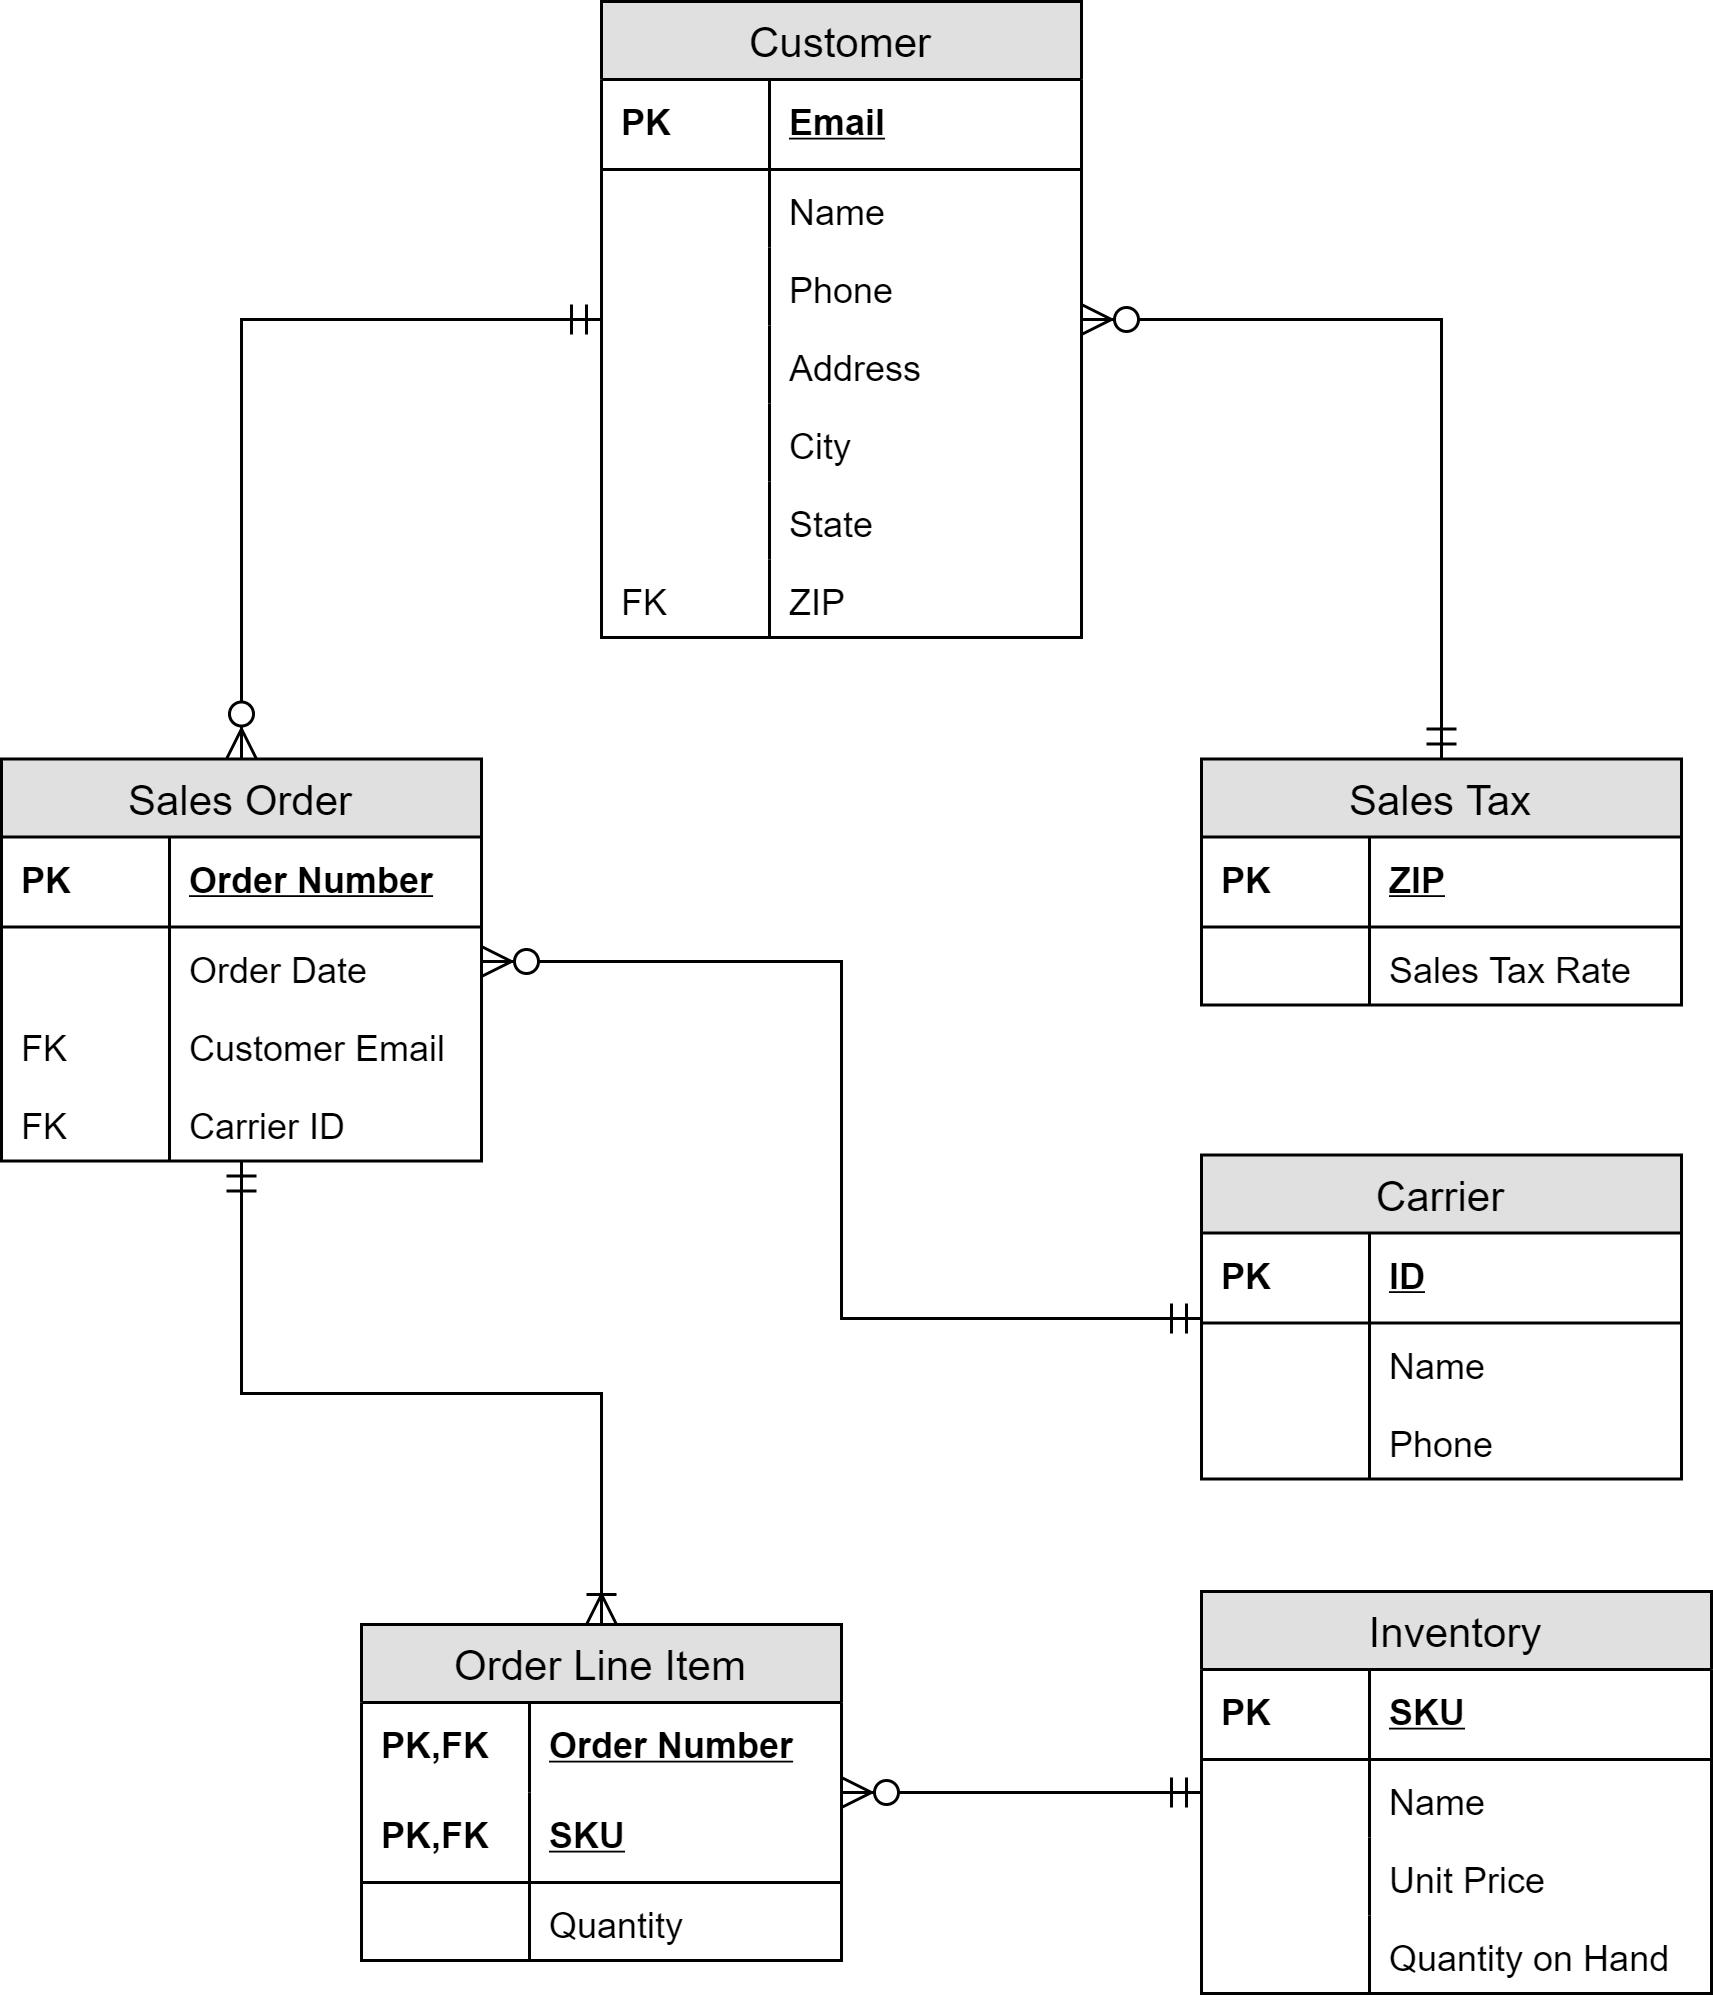 Customer
PK Email
Name
Phone
Address
City
State
FK ZIP
Sales Order
PK Order Number
Order Date
FK Customer Email
FK Carrier ID
Sales Tax
PK ZIP
Sales Tax Rate
Carrier
PK ID
Name
Phone
Order Line Item
PK,FK Order Number
PK,FK SKU
Quantity
Inventory
PK SKU
Name
Unit Price
Quantity on Hand